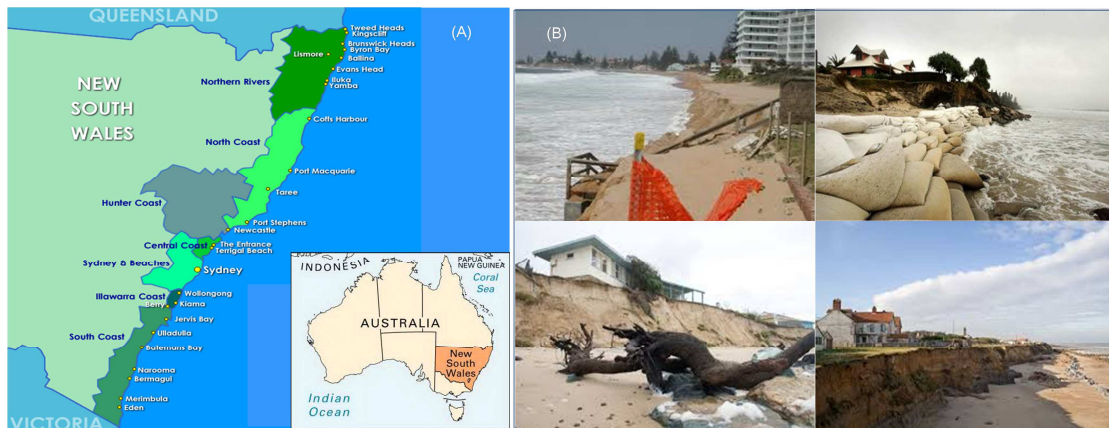 QUEENSLAND
(A)
Tweed Heads
Kingscliff
Brunswick Heads
Byron Bay
Lismore
Ballina
Evans Head
Northern Rivers
Iluka
Yamba
NEW
SOUTH
WALES
Coffs Harbour
North Coast
Port Macquarie
Taree
Hunter Coast
Port Stephens
Newcastle
Central Coast
The Entrance
Terrigal Beach
Sydney & Beaches
Sydney
Illawarra Coast
Wollongong
Berry
Kiama
Jervis Bay
South Coast
Ulladulla
Batemans Bay
Narooma
Bermagui
Merimbula
Eden
VICTORIA
INDONESIA
PAPUA
NEW GUINEA
Coral
Sea
AUSTRALIA
New
South
Wales
Indian
Ocean
(B)